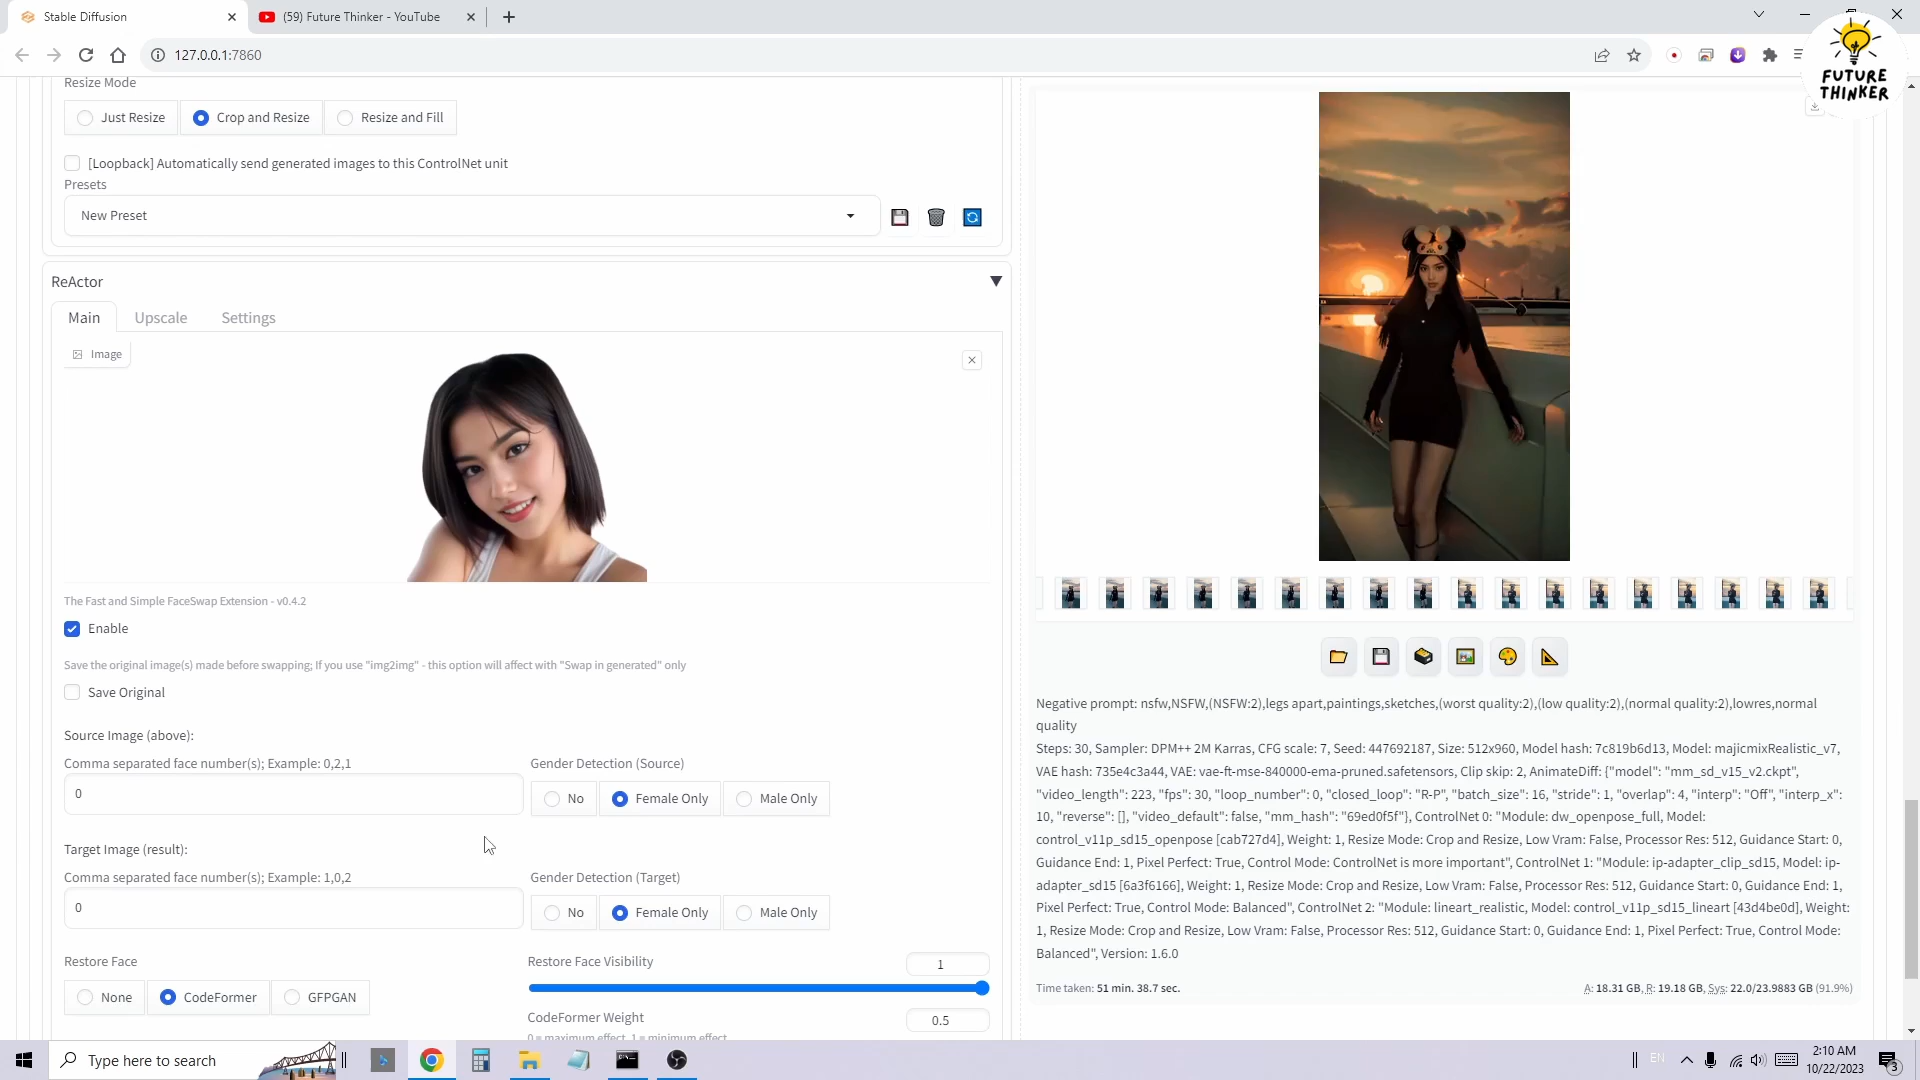 Stable Diffusion
(59) Future Thinker - YouTube
127.0.0.1:7860
FUTURE
THINKER
Resize Mode
Just Resize
Crop and Resize
Resize and Fill
[Loopback] Automatically send generated images to this ControlNet unit
Presets
New Preset
ReActor
Main
Upscale
Settings
Image
The Fast and Simple FaceSwap Extension - v0.4.2
Enable
Save the original image(s) made before swapping; If you use "img2img" - this option will affect with "Swap in generated" only
Save Original
Source Image (above):
Comma separated face number(s); Example: 0,2,1
Gender Detection (Source)
0
No
Female Only
Male Only
Target Image (result):
Comma separated face number(s); Example: 1,0,2
Gender Detection (Target)
0
No
Female Only
Male Only
Restore Face
Restore Face Visibility
1
None
CodeFormer
GFPGAN
CodeFormer Weight
0.5
0 = maximum effect, 1 = minimum effect
Negative prompt: nsfw,NSFW,(NSFW:2),legs apart,paintings,sketches,(worst quality:2),(low quality:2),(normal quality:2),lowres,normal
quality
Steps: 30, Sampler: DPM++ 2M Karras, CFG scale: 7, Seed: 447692187, Size: 512x960, Model hash: 7c819b6d13, Model: majicmixRealistic_v7,
VAE hash: 735e4c3a44, VAE: vae-ft-mse-840000-ema-pruned.safetensors, Clip skip: 2, AnimateDiff: {"model": "mm_sd_v15_v2.ckpt",
"video_length": 223, "fps": 30, "loop_number": 0, "closed_loop": "R-P", "batch_size": 16, "stride": 1, "overlap": 4, "interp": "Off", "interp_x":
10, "reverse": [], "video_default": false, "mm_hash": "69ed0f5f"}, ControlNet 0: "Module: dw_openpose_full, Model:
control_v11p_sd15_openpose [cab727d4], Weight: 1, Resize Mode: Crop and Resize, Low Vram: False, Processor Res: 512, Guidance Start: 0,
Guidance End: 1, Pixel Perfect: True, Control Mode: ControlNet is more important", ControlNet 1: "Module: ip-adapter_clip_sd15, Model: ip-
adapter_sd15 [6a3f6166], Weight: 1, Resize Mode: Crop and Resize, Low Vram: False, Processor Res: 512, Guidance Start: 0, Guidance End: 1,
Pixel Perfect: True, Control Mode: Balanced", ControlNet 2: "Module: lineart_realistic, Model: control_v11p_sd15_lineart [43d4be0d], Weight:
1, Resize Mode: Crop and Resize, Low Vram: False, Processor Res: 512, Guidance Start: 0, Guidance End: 1, Pixel Perfect: True, Control Mode:
Balanced", Version: 1.6.0
Time taken: 51 min. 38.7 sec.
A: 18.31 GB, R: 19.18 GB, Sys: 22.0/23.9883 GB (91.9%)
Type here to search
EN
2:10 AM
10/22/2023
3